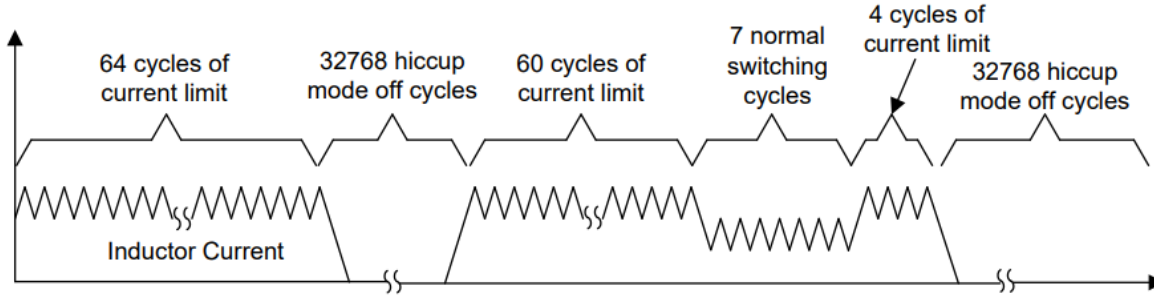 64 cycles of
current limit
32768 hiccup
mode off cycles
60 cycles of
current limit
7 normal
switching
cycles
4 cycles of
current limit
32768 hiccup
mode off cycles
Inductor Current